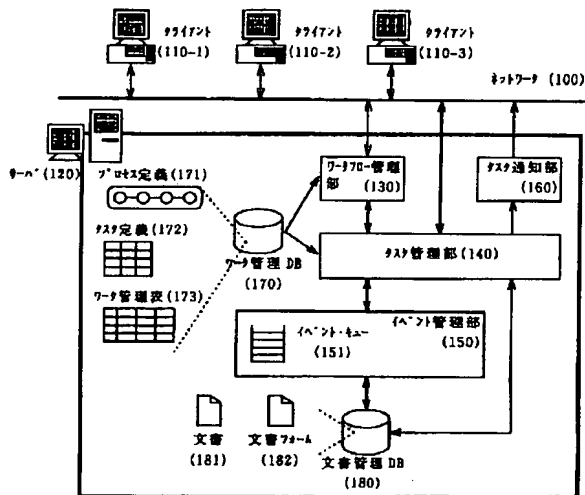 クライアント
(110-1)
クライアント
(110-2)
クライアント
(110-3)
ネットワーク (100)
サーバ(120)
プロセス定義(171)
ワークフロー管理
部 (130)
タスク通知部
(160)
タスク定義(172)
ワーク管理 DB
(170)
タスク管理部(140)
ワーク管理表(173)
イベント・キュー
(151)
イベント管理部
(150)
文書
(181)
文書フォーム
(182)
文書管理 DB
(180)